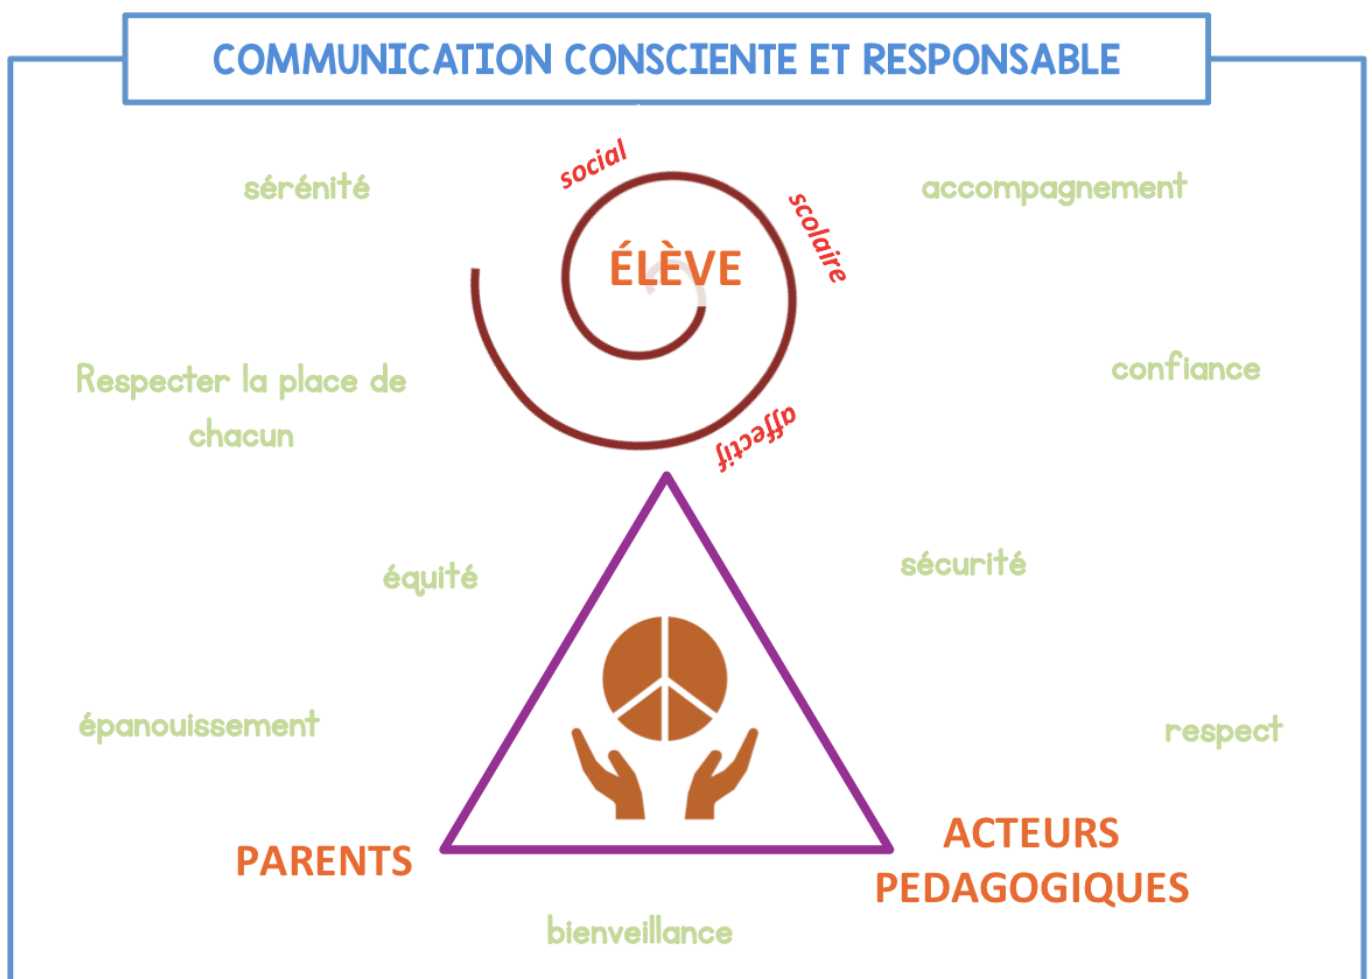 COMMUNICATION CONSCIENTE ET RESPONSABLE
social
sérénité
accompagnement
scolaire
ÉLÈVE
Respecter la place de
chacun
confiance
affectif
équité
sécurité
épanouissement
respect
PARENTS
ACTEURS
PEDAGOGIQUES
bienveillance